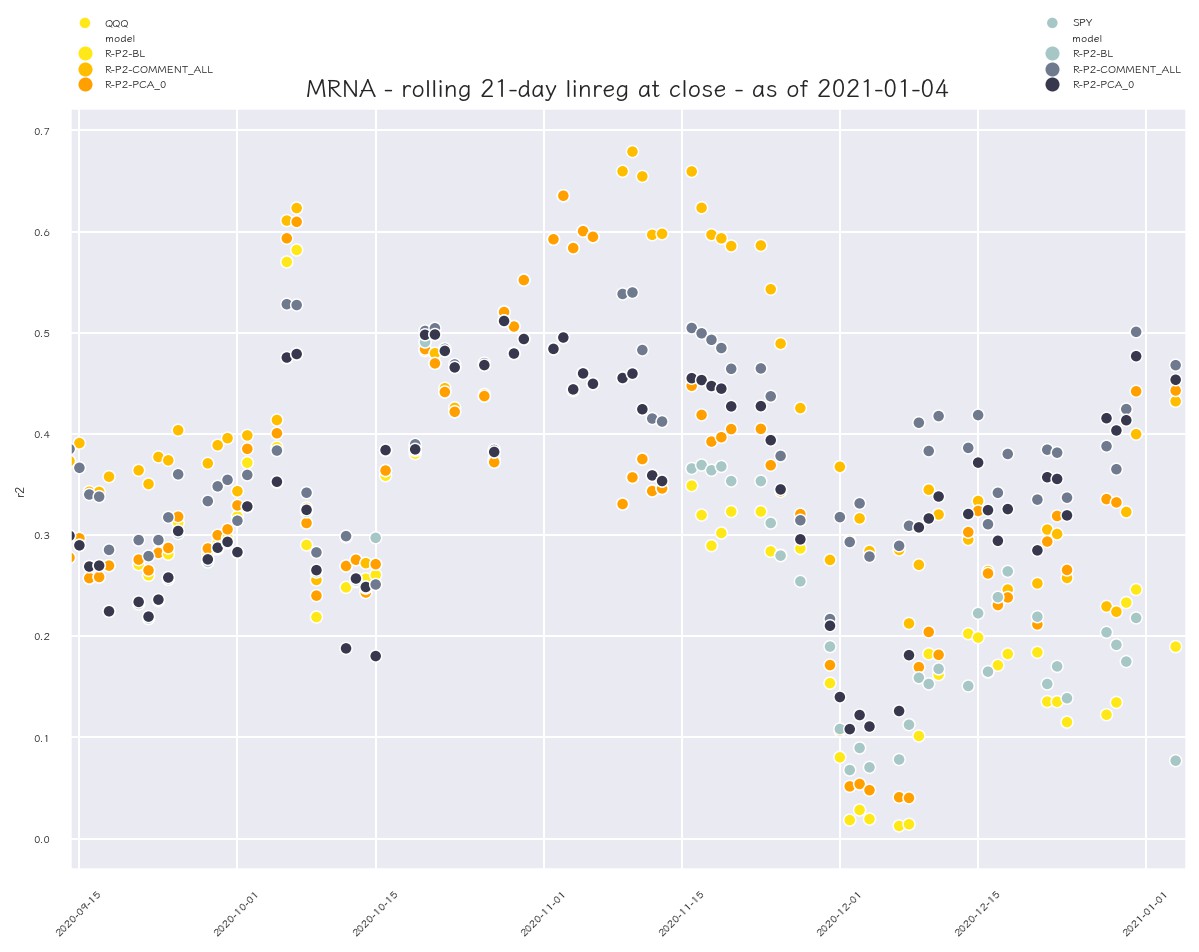 QQQ
model
R-P2-BL
R-P2-COMMENT_ALL
R-P2-PCA_0
SPY
model
R-P2-BL
R-P2-COMMENT_ALL
R-P2-PCA_0
MRNA - rolling 21-day linreg at close - as of 2021-01-04
0.7
0.6
0.5
0.4
0.3
0.2
0.1
0.0
r2
2020-09-15
2020-10-01
2020-10-15
2020-11-01
2020-11-15
2020-12-01
2020-12-15
2021-01-01